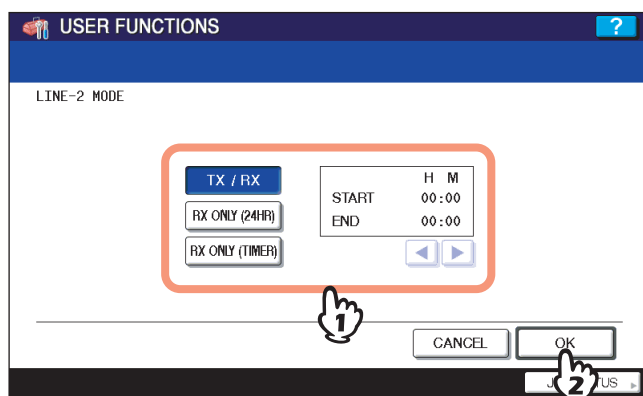 USER FUNCTIONS
?
LINE-2 MODE
TX / RX
RX ONLY (24HR)
RX ONLY (TIMER)
H M
START 00:00
END 00:00
1
CANCEL
OK
2